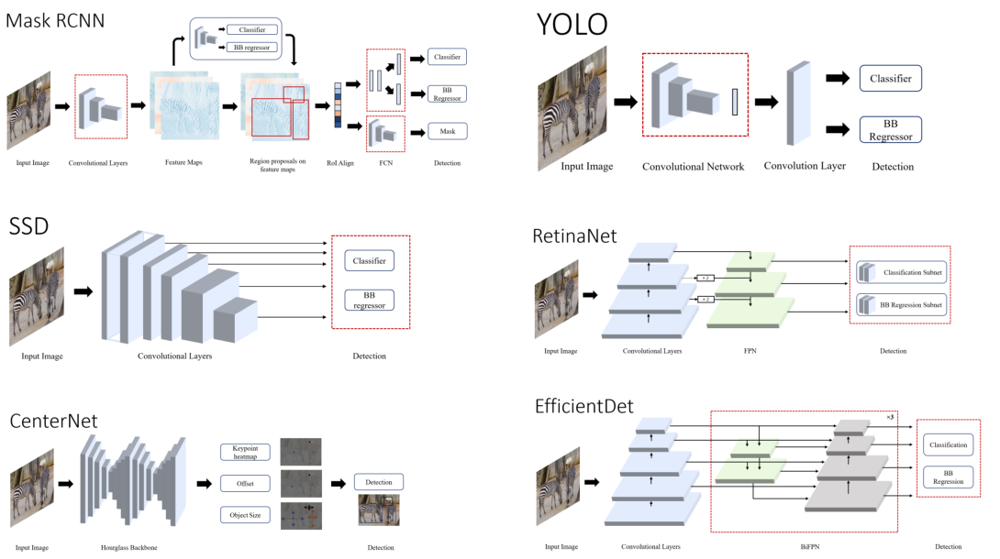 Mask RCNN
Classifier
BB regressor
Classifier
BB
Regressor
Mask
Input Image
Convolutional Layers
Feature Maps
Region proposals on
feature maps
RoI Align
FCN
Detection
YOLO
Classifier
BB
Regressor
Input Image
Convolutional Network
Convolution Layer
Detection
SSD
Classifier
BB
regressor
Input Image
Convolutional Layers
Detection
RetinaNet
×2
×2
Classification Subnet
BB Regression Subnet
Input Image
Convolutional Layers
FPN
Detection
CenterNet
Keypoint
heatmap
Offset
Object Size
Detection
Input Image
Hourglass Backbone
Detection
EfficientDet
×3
Classification
BB
Regression
Input Image
Convolutional Layers
BiFPN
Detection